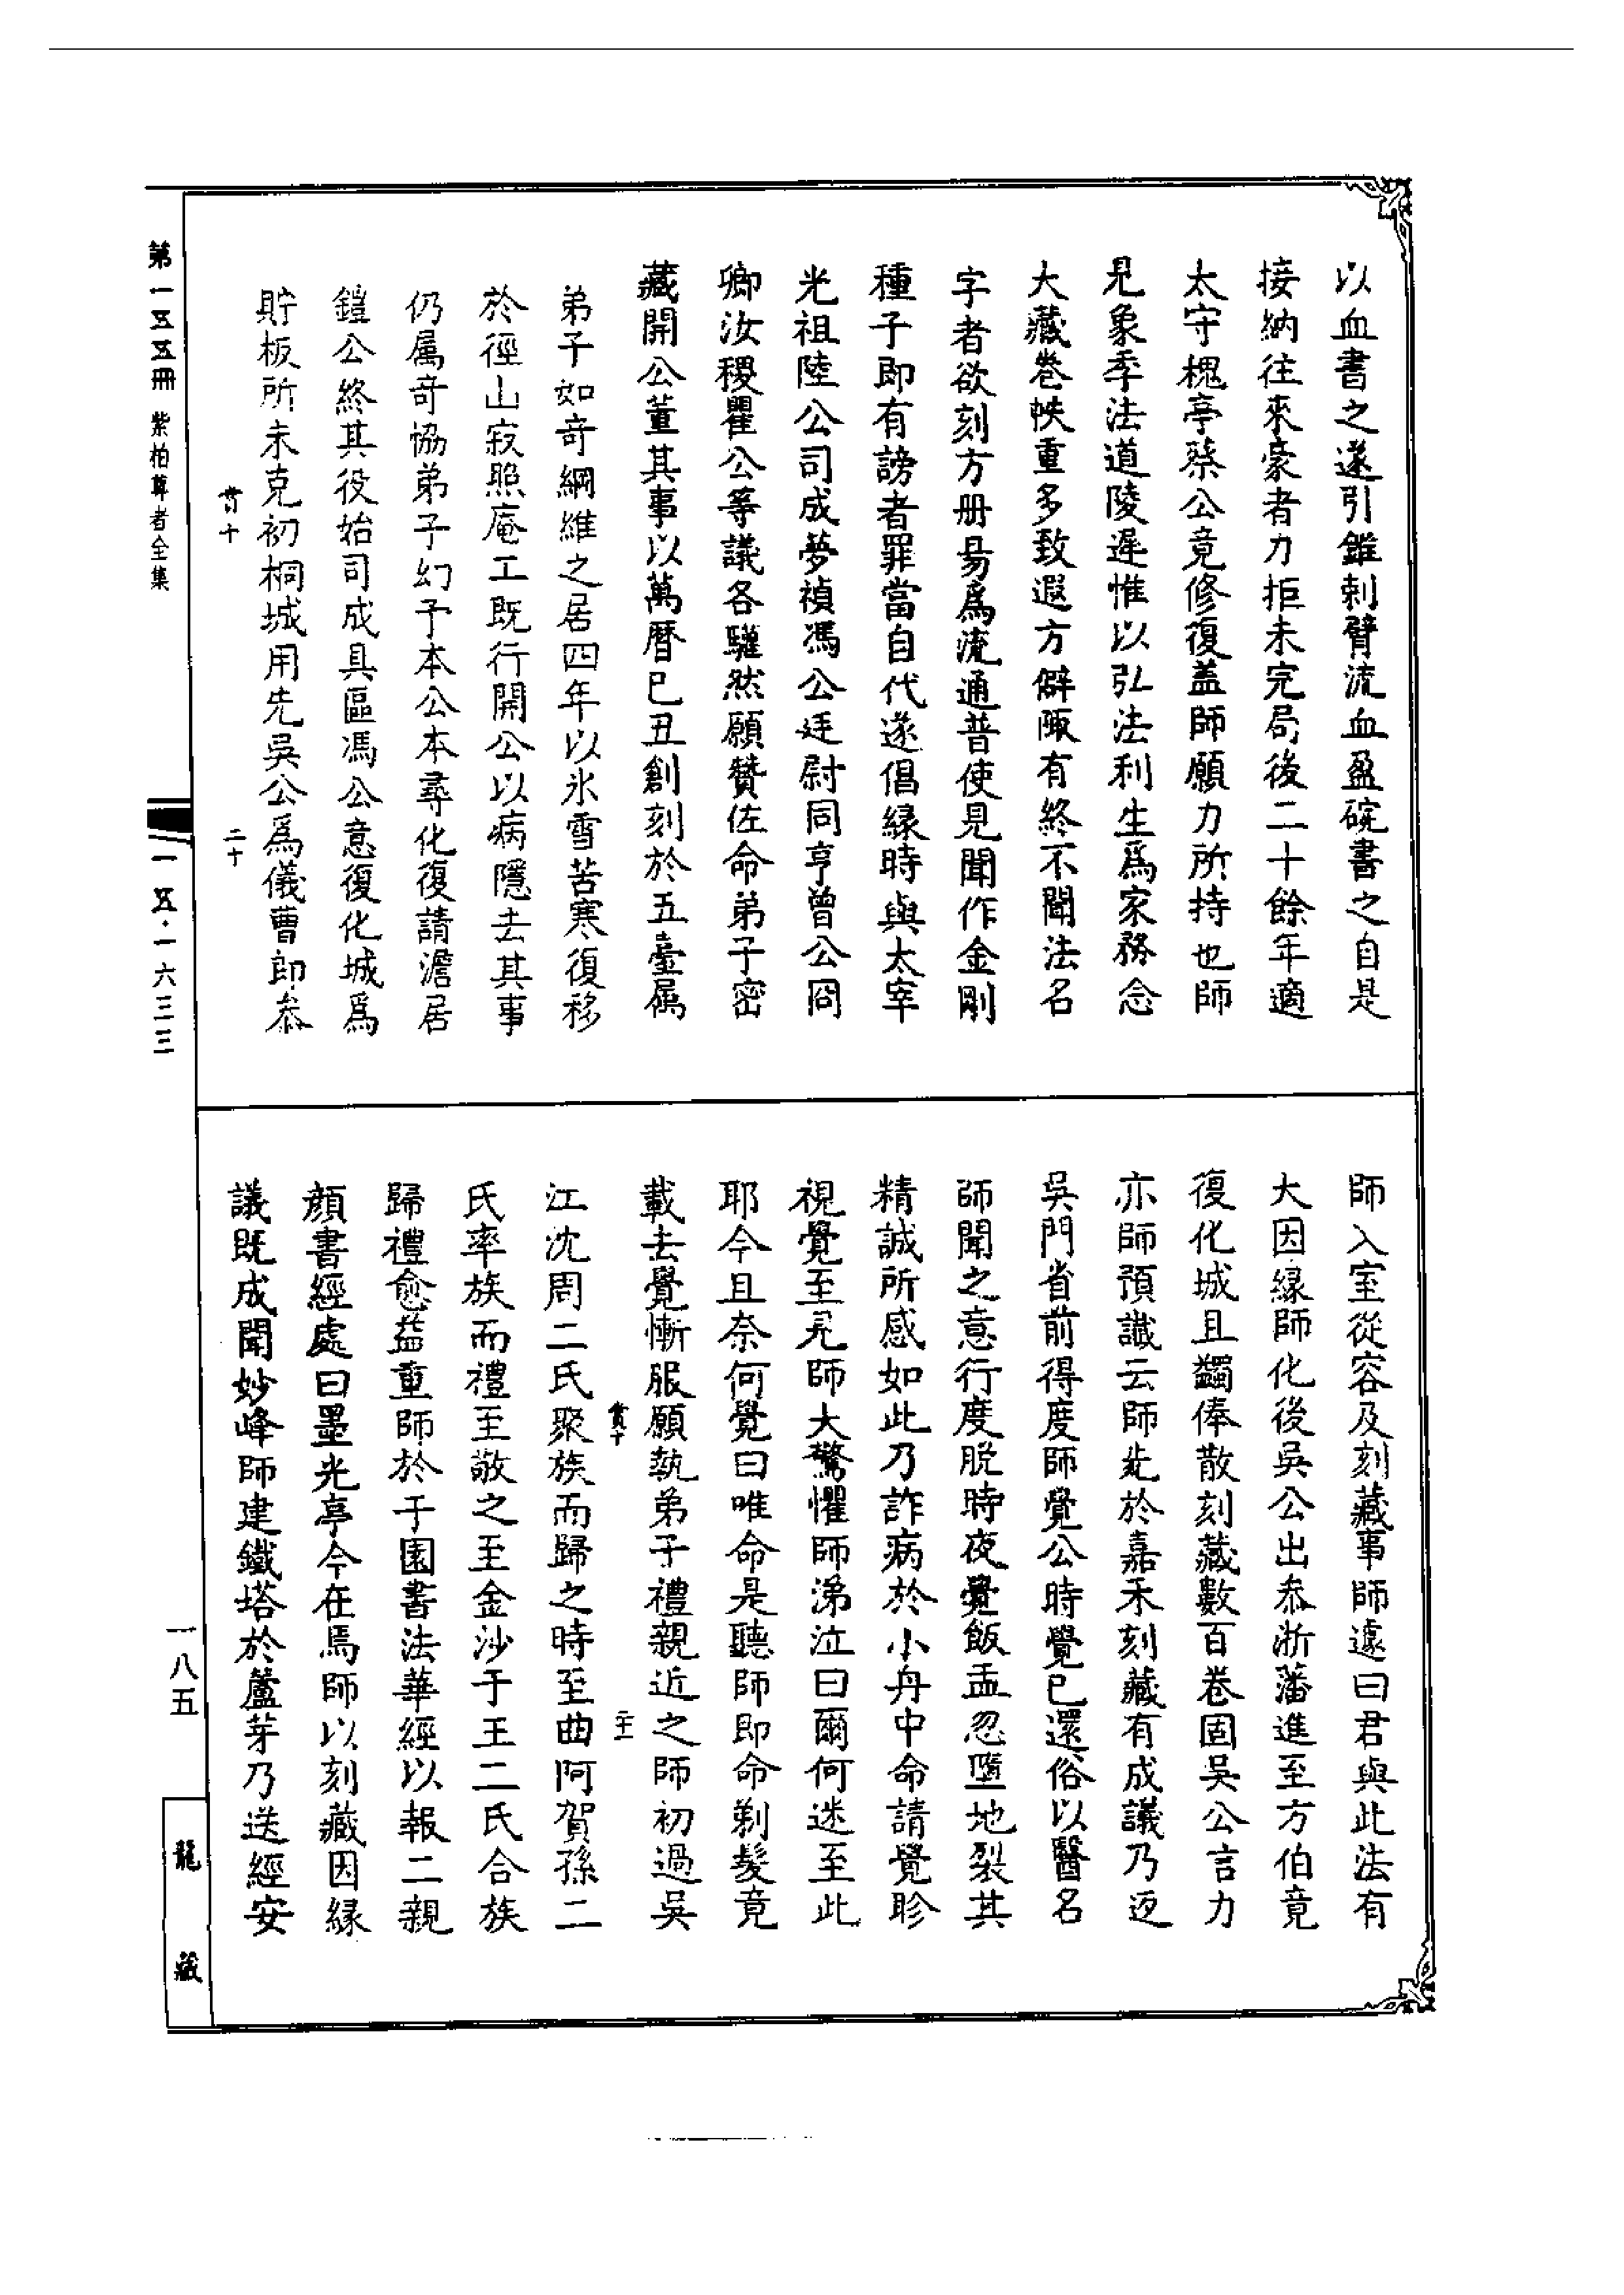 以血書之遂引錐刺臂流血盈碗書之自是
接納往來豪者力拒未完局後二十餘年適
太守槐亭蔡公竟修復蓋師願力所持也師
見象季法道陵遲惟以弘法利生爲家務念
大藏卷帙重多致遐方僻陬有終不聞法名
字者欲刻方册易爲流通普使見聞作金剛
種子即有謗者罪當自代遂倡緣時與太宰
光祖陸公司成夢禎馮公廷尉同亨曾公冏
卿汝稷瞿公等議各驩然願贊佐命弟子密
藏開公董其事以萬曆己丑創刻於五臺属
弟子如竒綱維之居四年以氷雪苦寒復移
於徑山寂照庵工既行開公以病隱去其事
仍属竒協弟子幻予本公本尋化復請澹居
鎧公終其役始司成具區馮公意復化城爲
貯板所未克初桐城用先吳公爲儀曹郎叅
師入室從容及刻藏事師遽曰君與此法有
大因緣師化後吳公出叅浙藩進至方伯竟
復化城且蠲俸散刻藏數百卷固吳公言力
亦師預讖云師先於嘉禾刻藏有成議乃返
吳門省前得度師覺公時覺已還俗以醫名
師聞之意行度脱時夜覺飯盂忽墮地裂其
精誠所感如此乃詐病於小舟中命請覺聆
視覺至見師大驚懼師涕泣曰爾何迷至此
耶今且奈何覺曰唯命是聽師即命剃髮竟
載去覺慚服願執弟子禮親近之師初過吳
江沈周二氏聚族而歸之時至曲阿賀孫二
氏率族而禮至敬之至金沙于王二氏合族
歸禮愈益重師於于園書法華經以報二親
顔書經處曰墨光亭今在焉師以刻藏因緣
議既成聞妙峰師建鐵塔於蘆芽乃送經安
第一五五冊 紫柏尊者全集
一五·一六三三
一八五
龍藏
二十